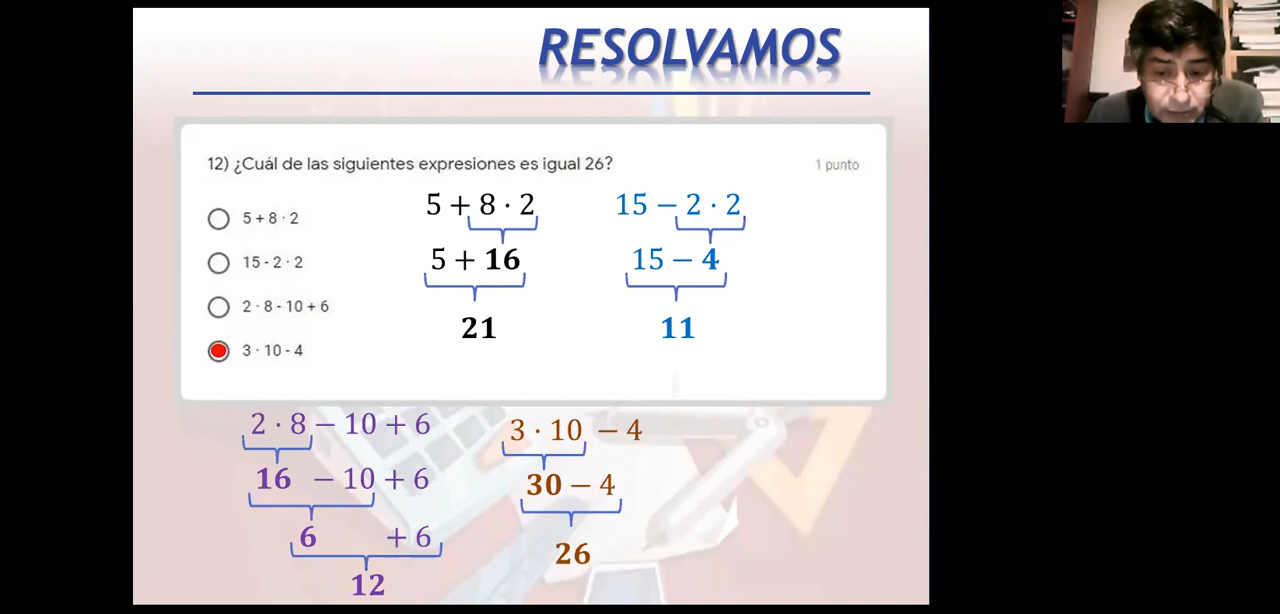 RESOLVAMOS
12) ¿Cuál de las siguientes expresiones es igual 26?
1 punto
5 + 8 · 2
15 - 2 · 2
2 · 8 - 10 + 6
3 · 10 - 4
5 + 8 · 2
5 + 16
21
15 − 2 · 2
15 − 4
11
2 · 8 − 10 + 6
16 − 10 + 6
6 + 6
12
3 · 10 − 4
30 − 4
26